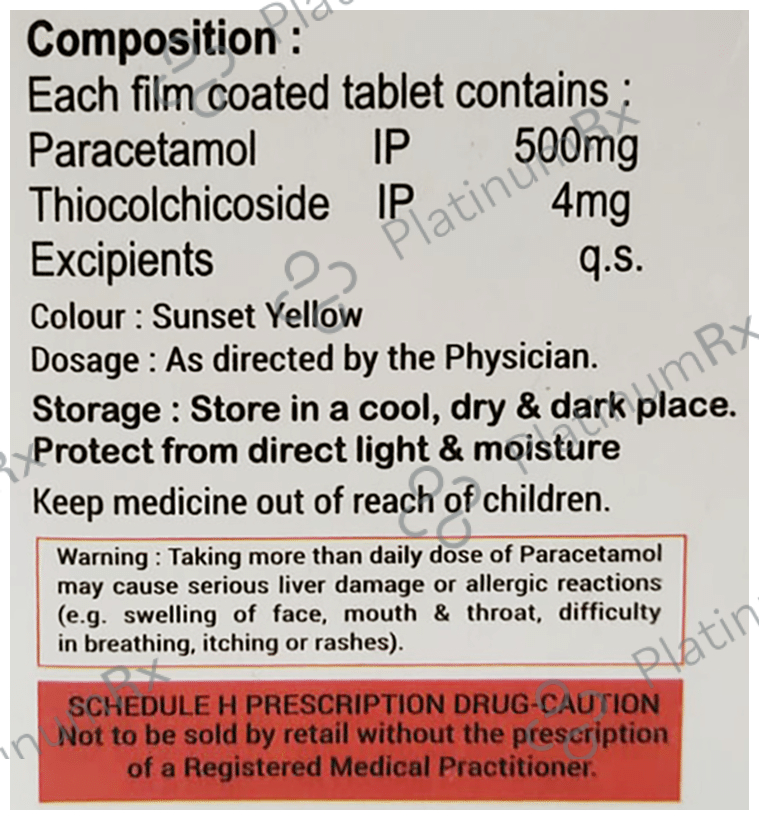 Composition :
Each film coated tablet contains :
Paracetamol IP 500mg
Thiocolchicoside IP 4mg
Excipients q.s.
Colour : Sunset Yellow
Dosage : As directed by the Physician.
Storage : Store in a cool, dry & dark place.
Protect from direct light & moisture
Keep medicine out of reach of children.
Warning : Taking more than daily dose of Paracetamol
may cause serious liver damage or allergic reactions
(e.g. swelling of face, mouth & throat, difficulty
in breathing, itching or rashes).
SCHEDULE H PRESCRIPTION DRUG-CAUTION
Not to be sold by retail without the prescription
of a Registered Medical Practitioner.
PlatinumRx
PlatinumRx